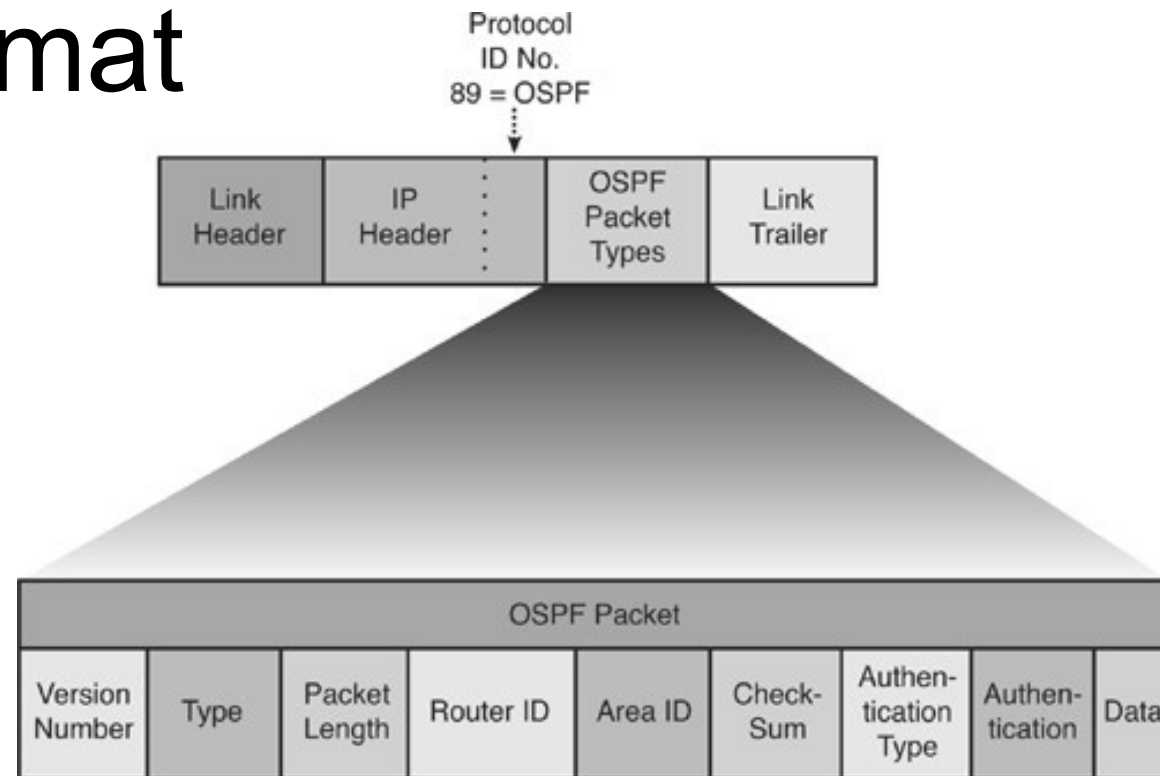 mat
Protocol
ID No.
89 = OSPF
Link
Header
IP
Header
OSPF
Packet
Types
Link
Trailer
OSPF Packet
Version
Number
Type
Packet
Length
Router ID
Area ID
Check-
Sum
Authen-
tication
Type
Authen-
tication
Data